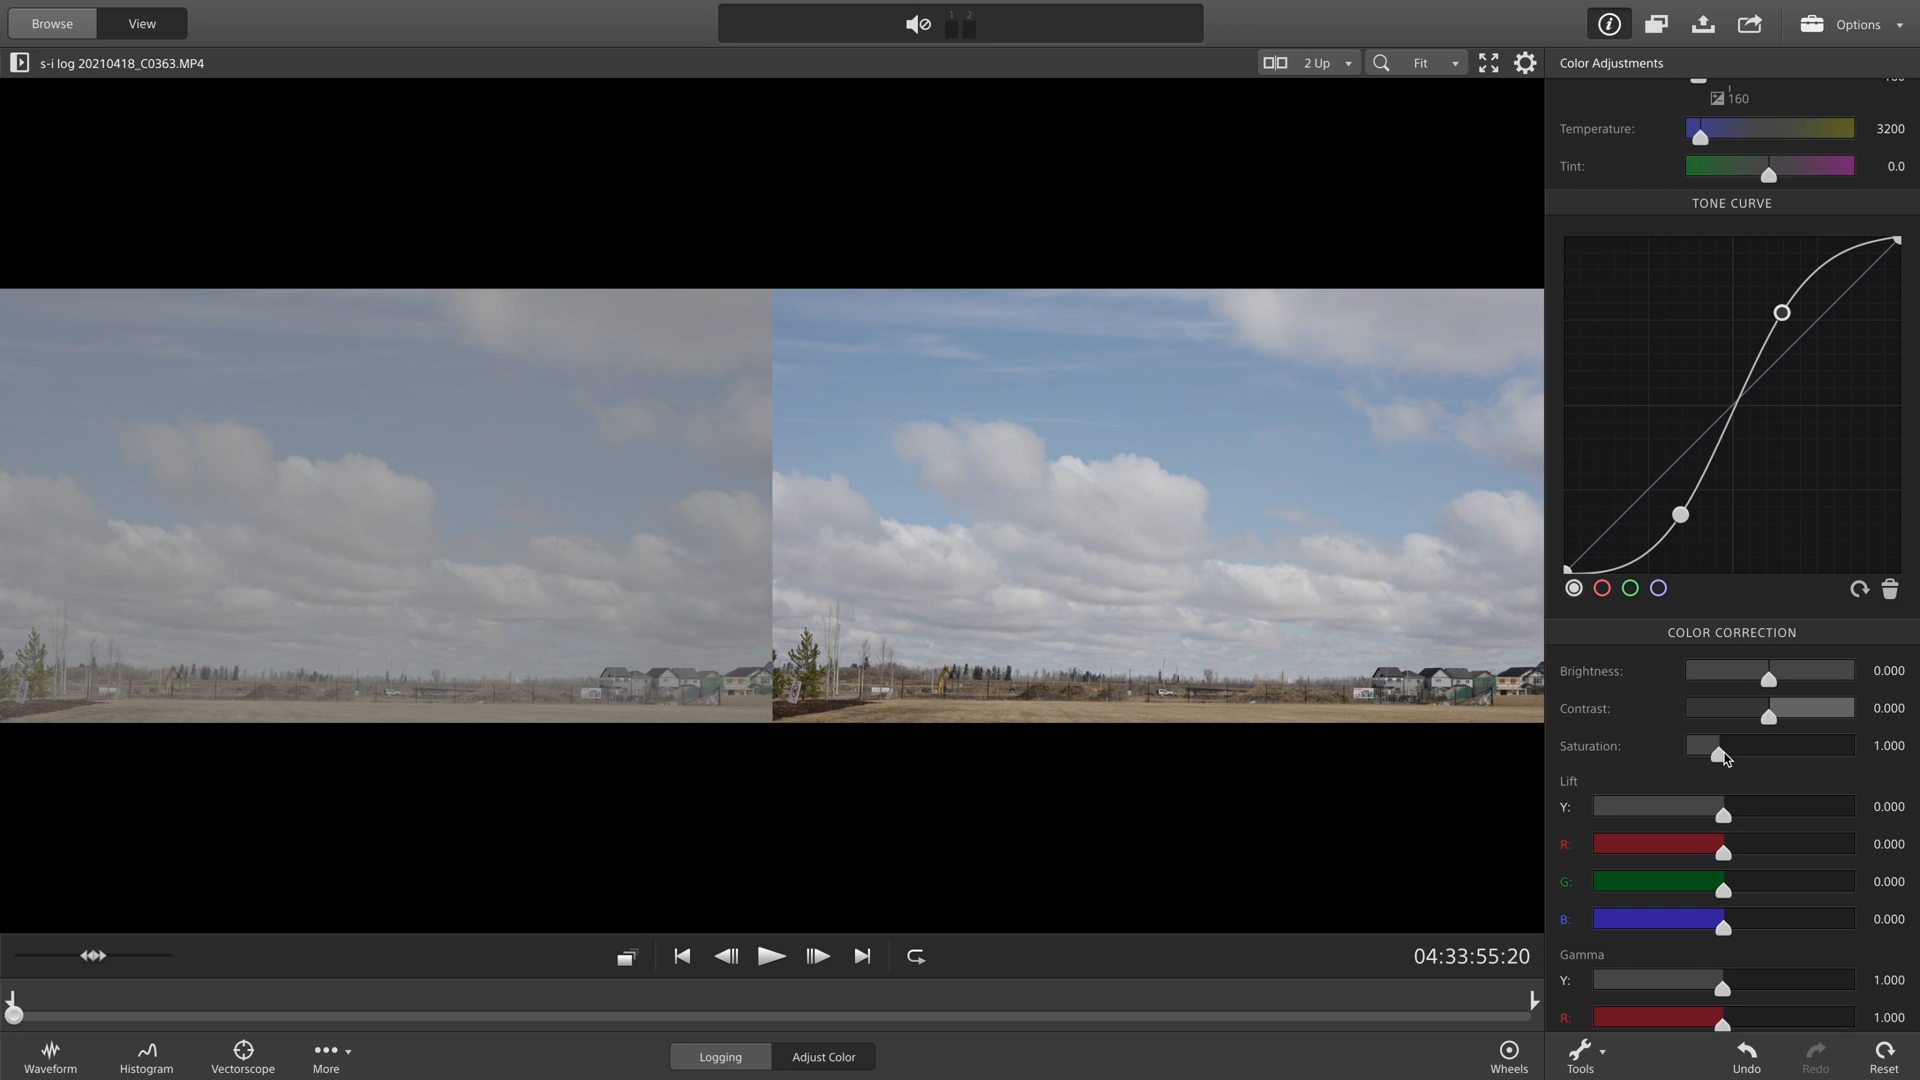 Browse
View
1 2
Options
s-i log 20210418_C0363.MP4
2 Up
Fit
Color Adjustments
160
Temperature:
3200
Tint:
0.0
TONE CURVE
COLOR CORRECTION
Brightness:
0.000
Contrast:
0.000
Saturation:
1.000
Lift
Y:
0.000
R:
0.000
G:
0.000
B:
0.000
Gamma
Y:
1.000
R:
1.000
04:33:55:20
Waveform
Histogram
Vectorscope
More
Logging
Adjust Color
Wheels
Tools
Undo
Redo
Reset